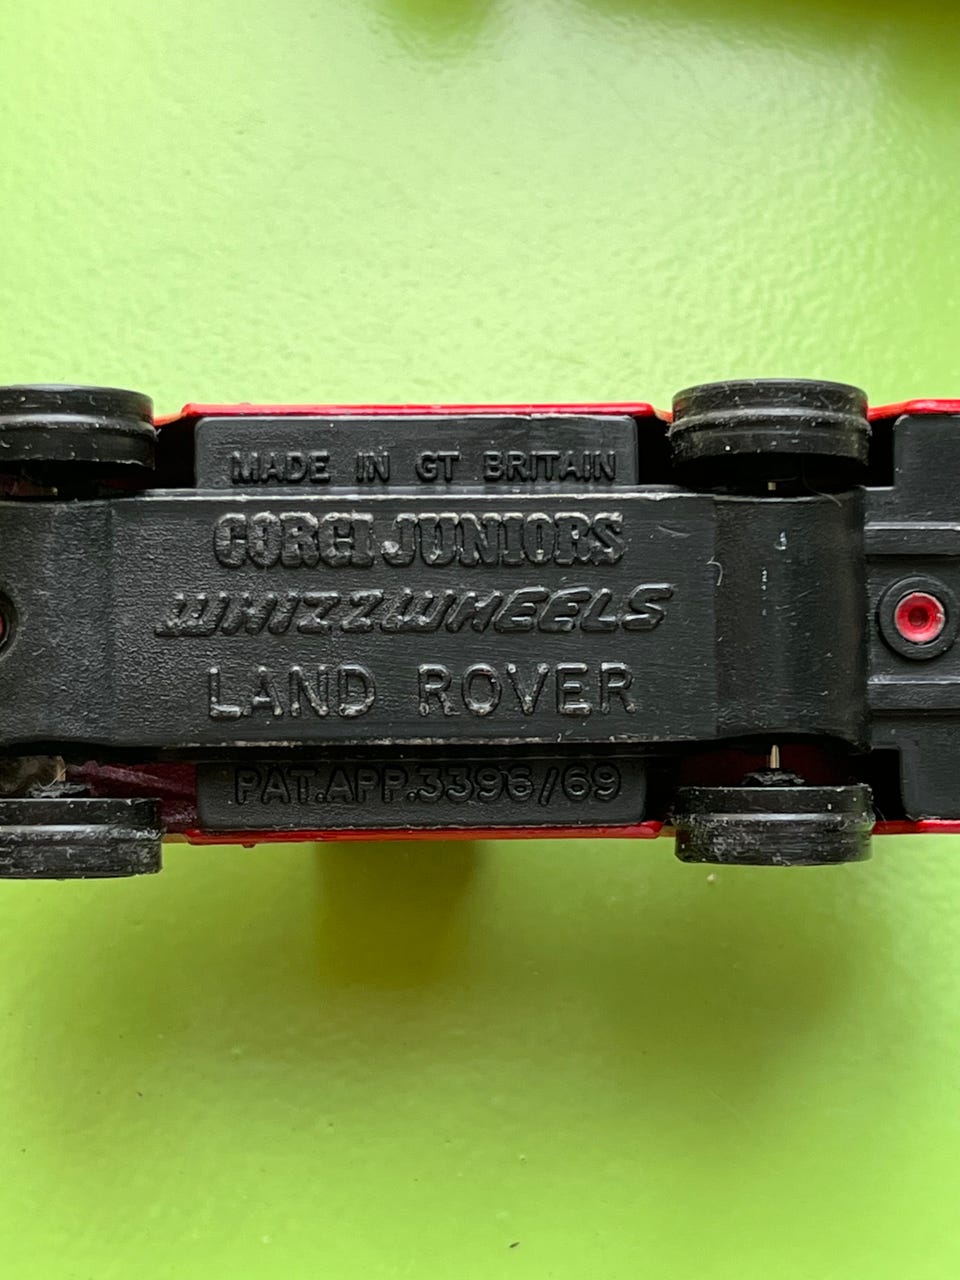 MADE IN GT BRITAIN
CORGI JUNIORS
WHIZZWHEELS
LAND ROVER
PAT.APP.3396/69